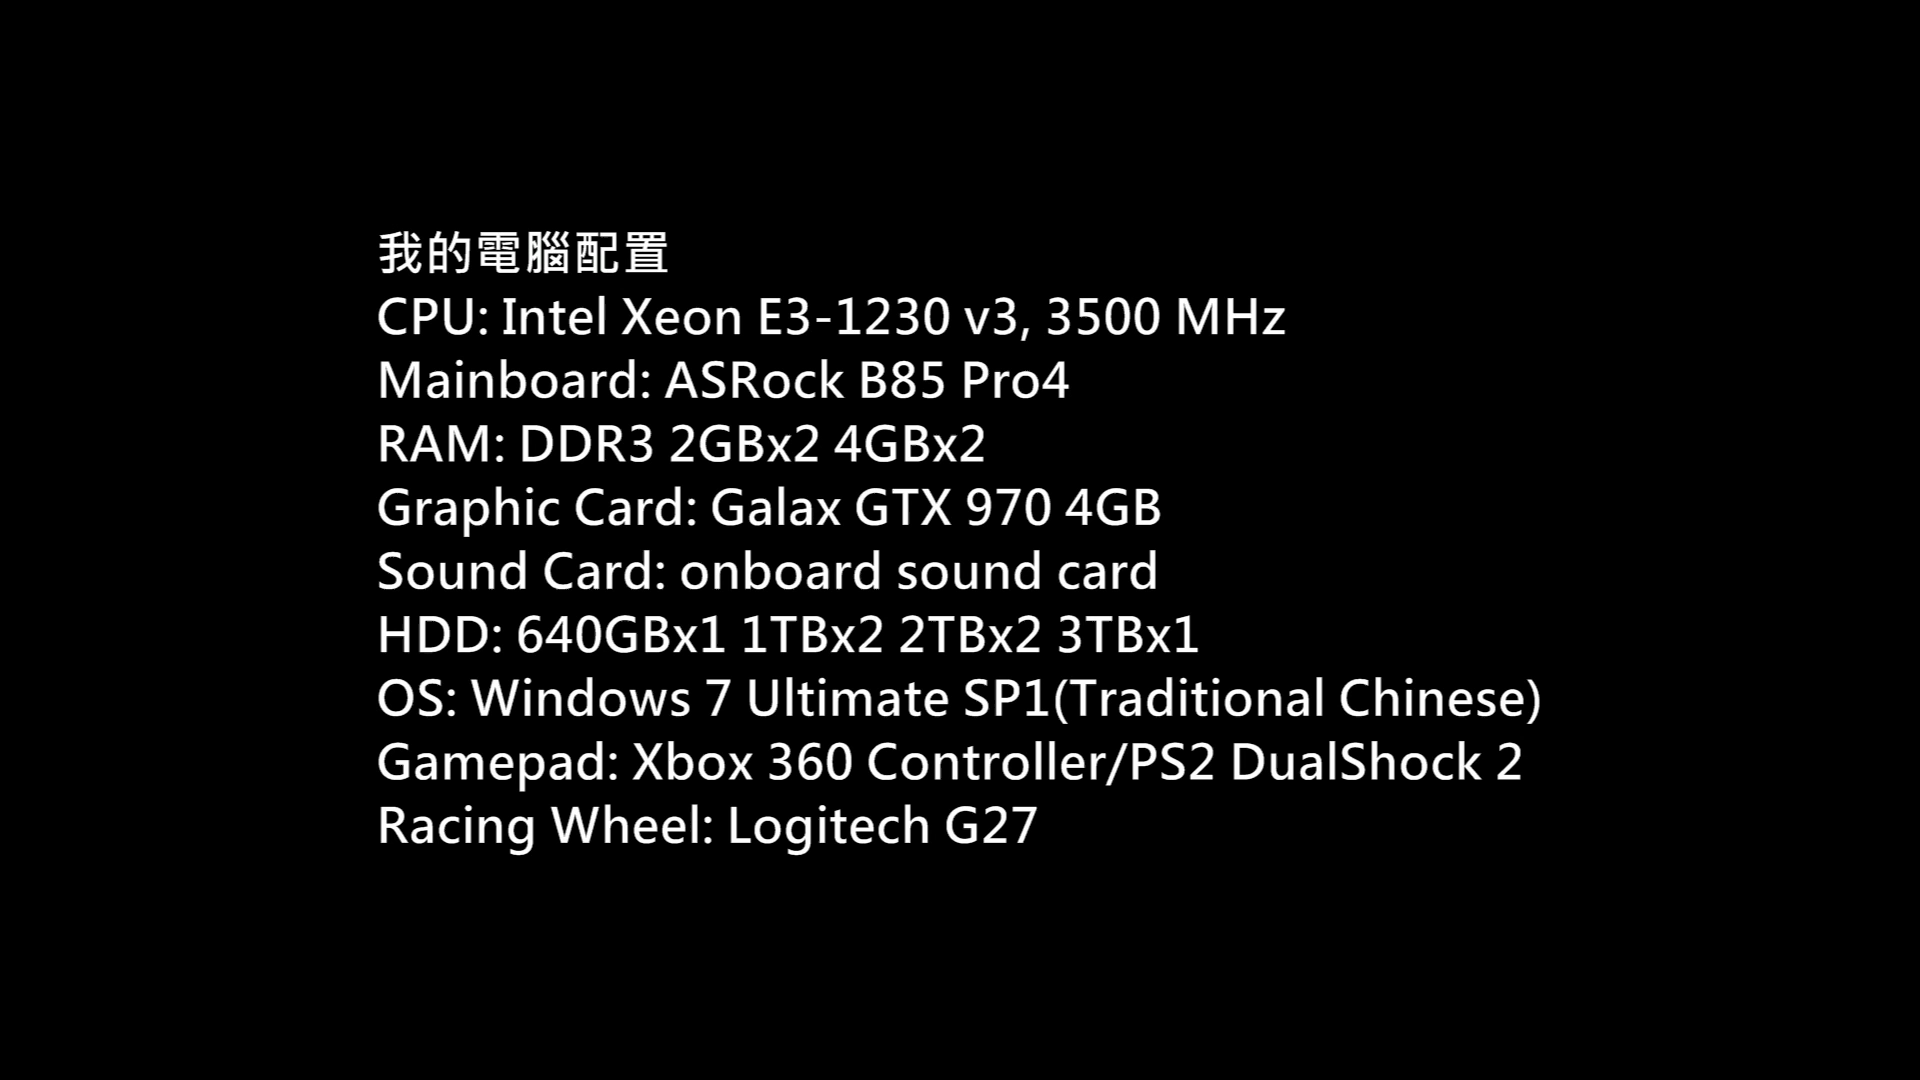 我的電腦配置
CPU: Intel Xeon E3-1230 v3, 3500 MHz
Mainboard: ASRock B85 Pro4
RAM: DDR3 2GBx2 4GBx2
Graphic Card: Galax GTX 970 4GB
Sound Card: onboard sound card
HDD: 640GBx1 1TBx2 2TBx2 3TBx1
OS: Windows 7 Ultimate SP1(Traditional Chinese)
Gamepad: Xbox 360 Controller/PS2 DualShock 2
Racing Wheel: Logitech G27